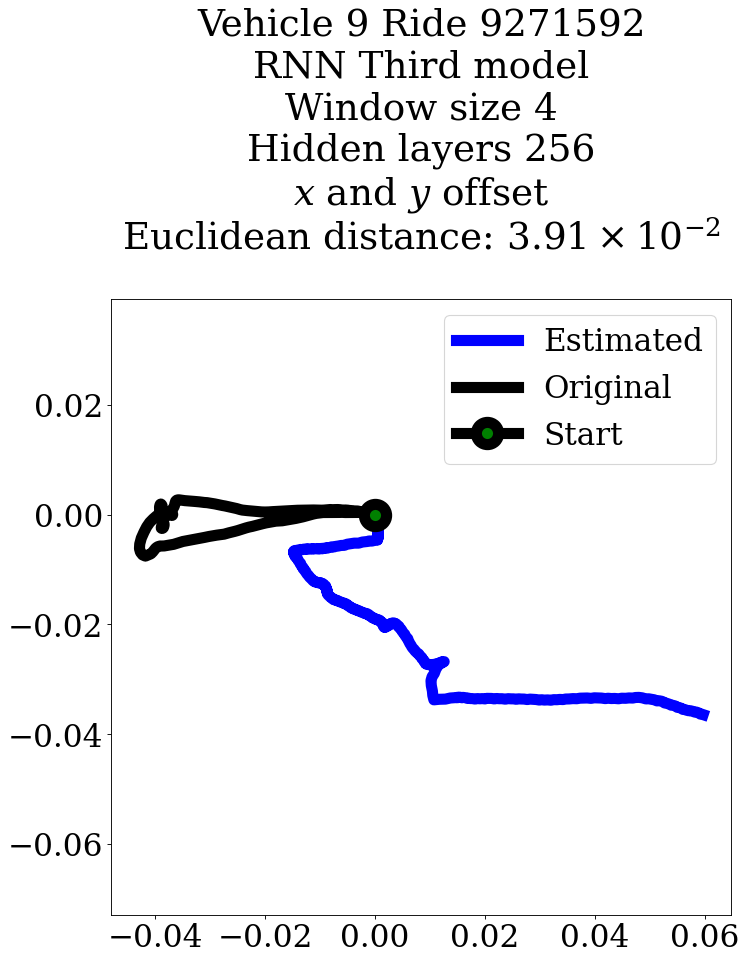 Vehicle 9 Ride 9271592
RNN Third model
Window size 4
Hidden layers 256
x and y offset
Euclidean distance: 3.91 × 10⁻²
Estimated
Original
Start
0.02
0.00
−0.02
−0.04
−0.06
−0.04 −0.02 0.00 0.02 0.04 0.06